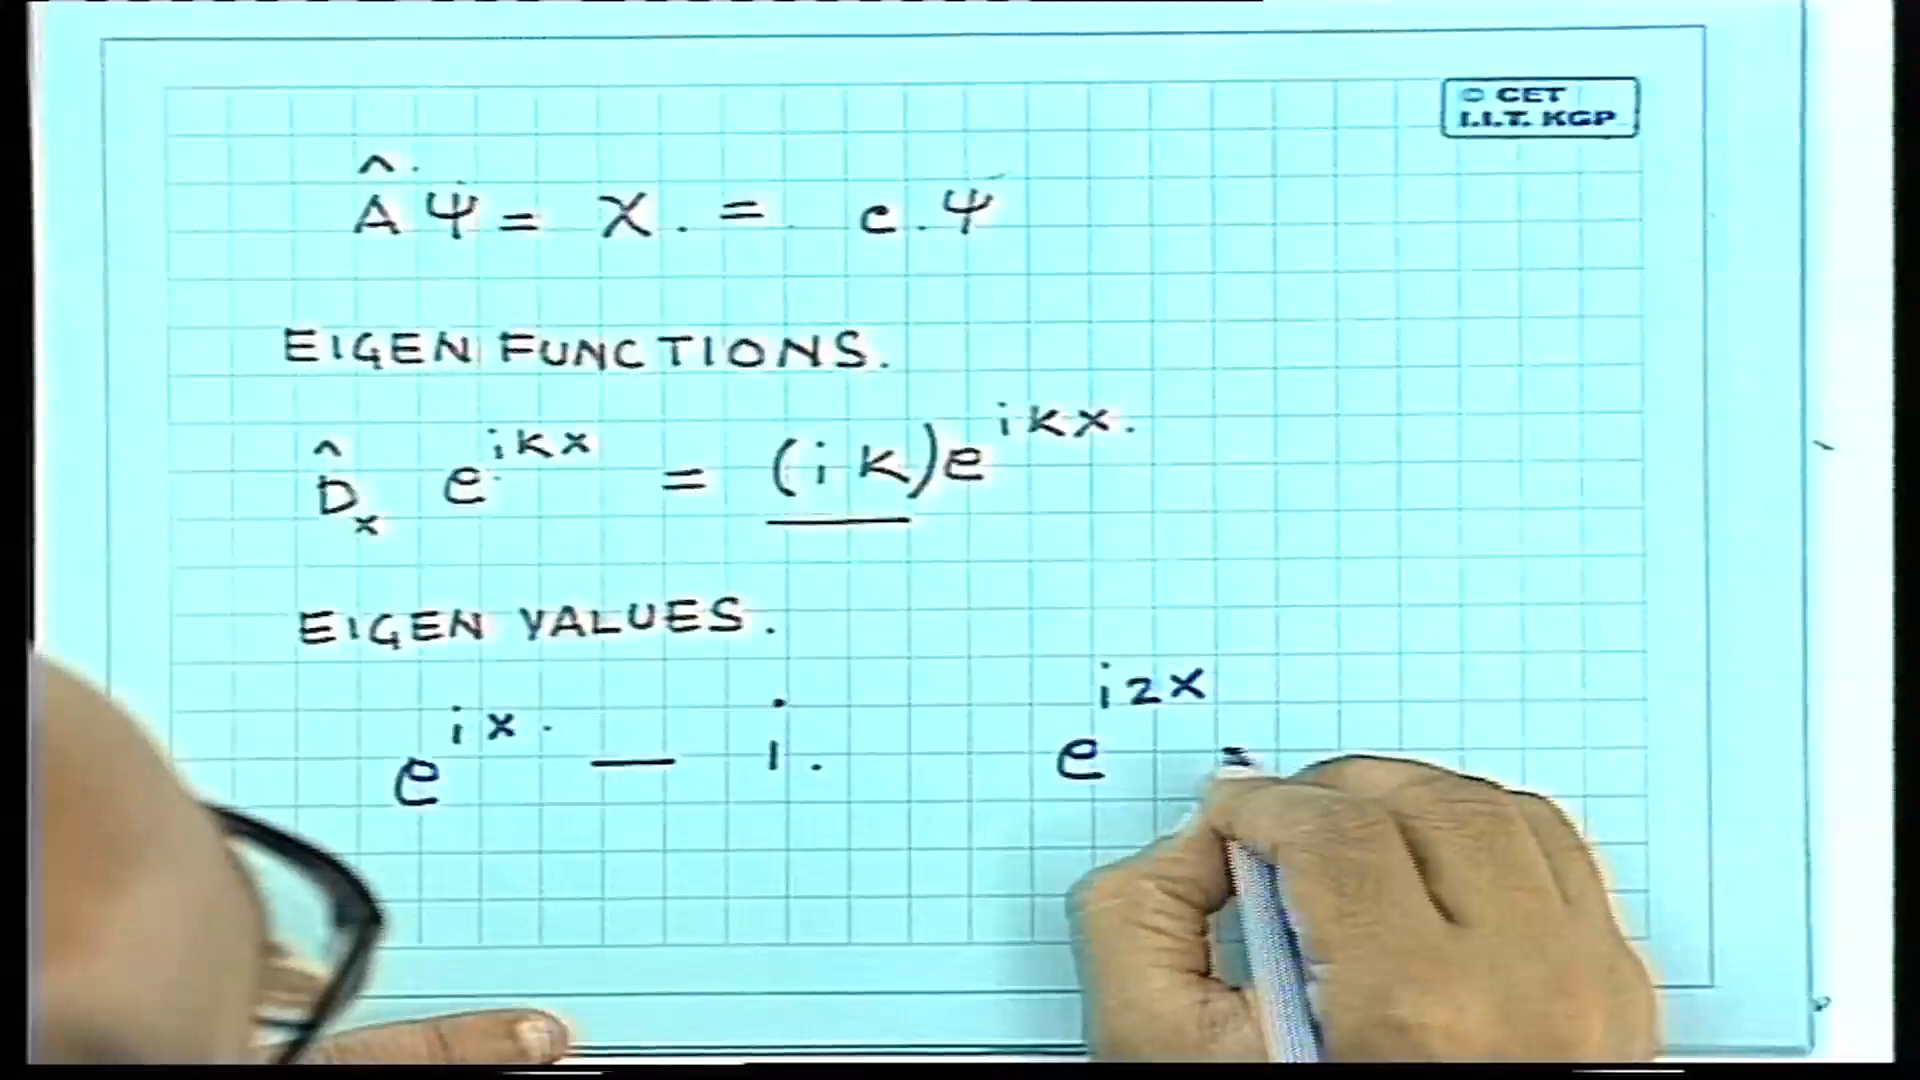 © CET
I.I.T. KGP
Â Ψ = χ . = c . Ψ
EIGEN FUNCTIONS.
D̂ₓ e^{ikx} = (ik)e^{ikx}.
EIGEN VALUES.
e^{ix}. — i. e^{i2x}